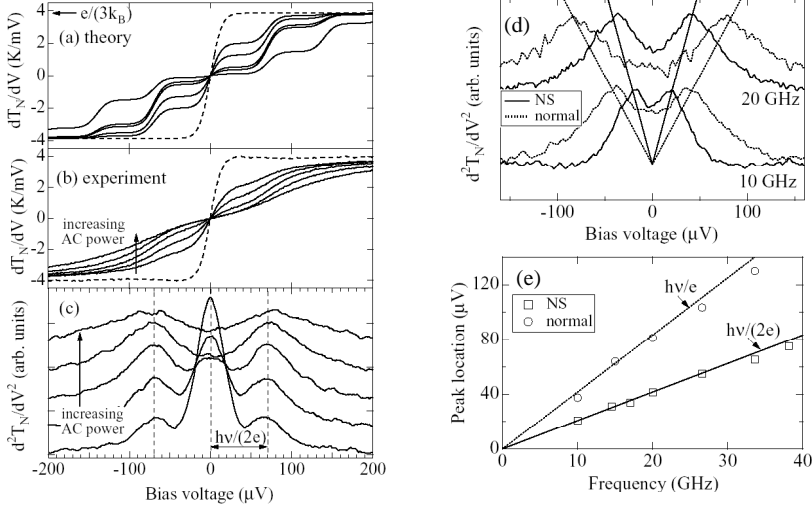 4
2
0
-2
4
dT_N/dV (K/mV)
e/(3k_B)
(a) theory
4
2
0
-2
-4
dT_N/dV (K/mV)
(b) experiment
increasing
AC power
(c)
d²T_N/dV² (arb. units)
increasing
AC power
hν/(2e)
-200
-100
0
100
200
Bias voltage (μV)
(d)
d²T_N/dV² (arb. units)
NS
normal
20 GHz
10 GHz
-100
0
100
Bias voltage (μV)
(e)
120
80
40
0
Peak location (μV)
NS
normal
hν/e
hν/(2e)
0
10
20
30
40
Frequency (GHz)